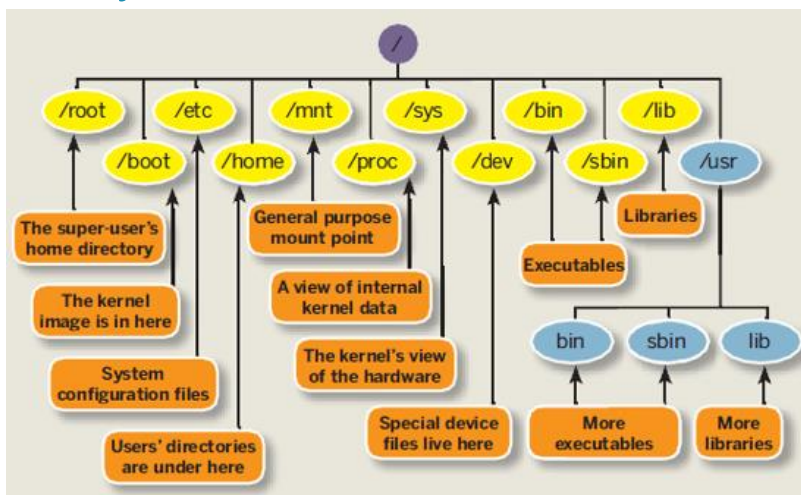 /
/root
/etc
/mnt
/sys
/bin
/lib
/boot
/home
/proc
/dev
/sbin
/usr
The super-user's
home directory
General purpose
mount point
Libraries
Executables
The kernel
image is in here
A view of internal
kernel data
bin
sbin
lib
System
configuration files
The kernel's view
of the hardware
Users' directories
are under here
Special device
files live here
More
executables
More
libraries